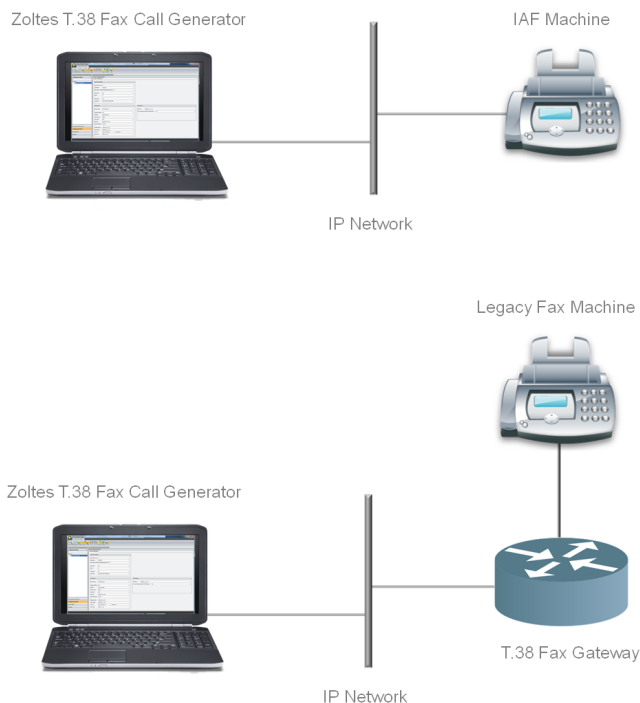 Zoltes T.38 Fax Call Generator
IAF Machine
IP Network
Legacy Fax Machine
Zoltes T.38 Fax Call Generator
T.38 Fax Gateway
IP Network